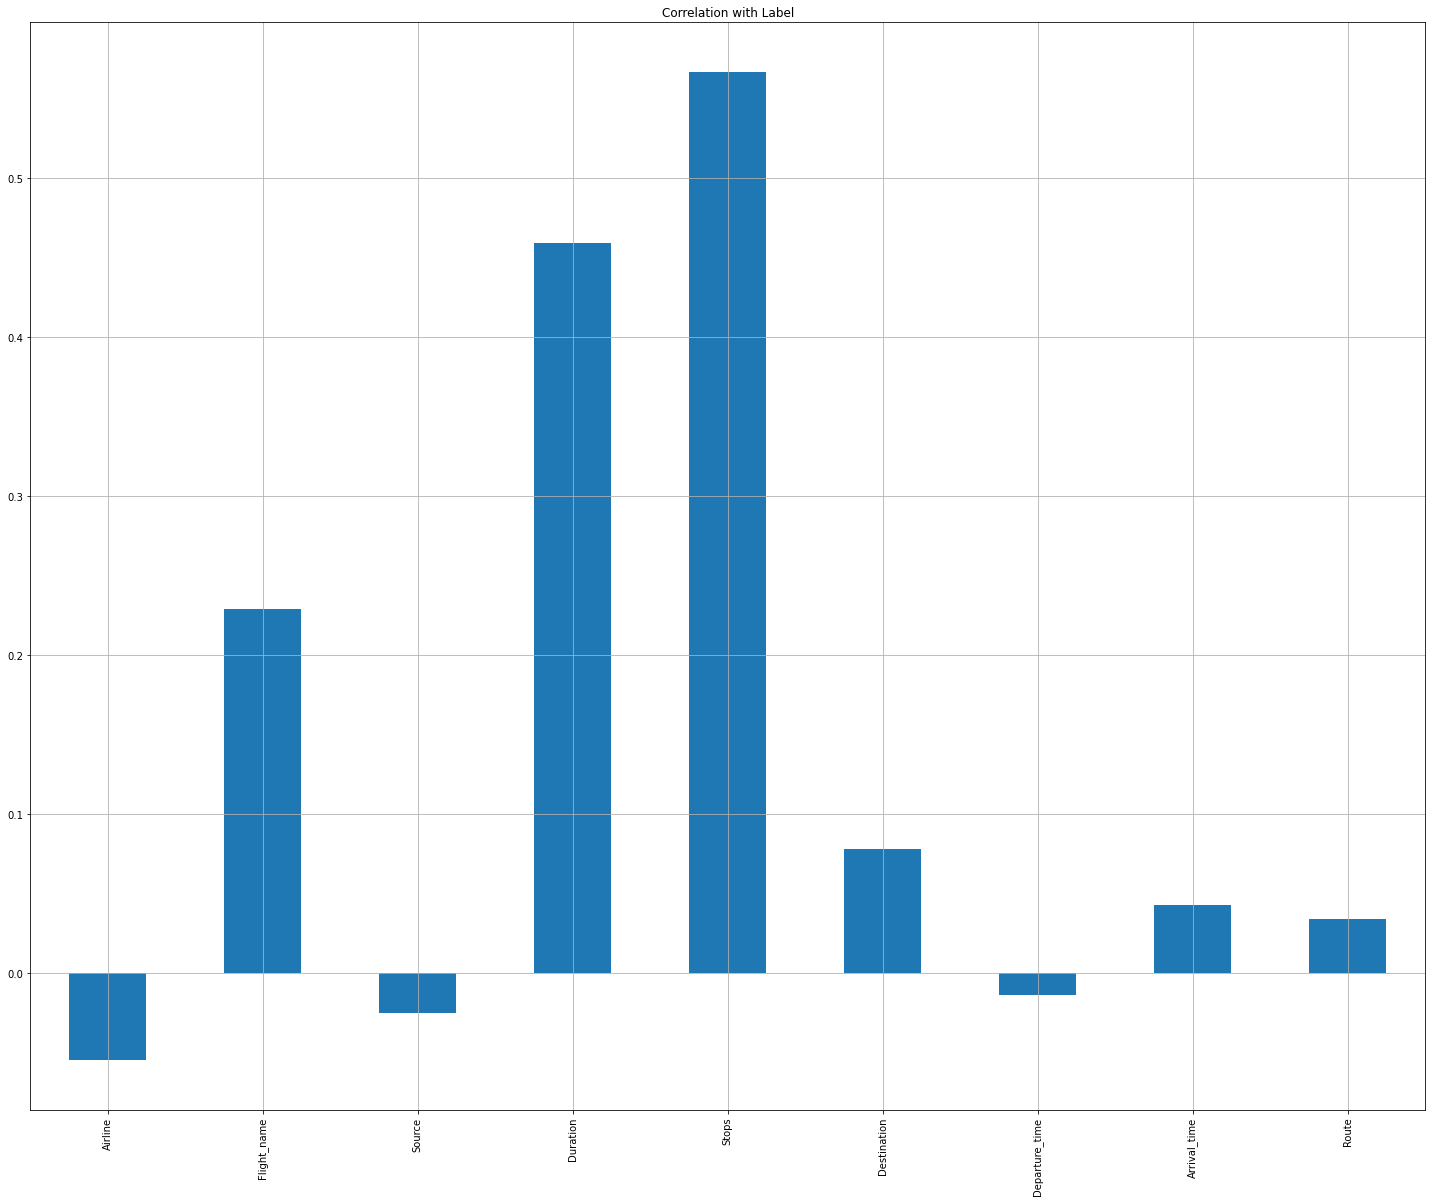 Correlation with Label
0.5
0.4
0.3
0.2
0.1
0.0
Airline
Flight_name
Source
Duration
Stops
Destination
Departure_time
Arrival_time
Route